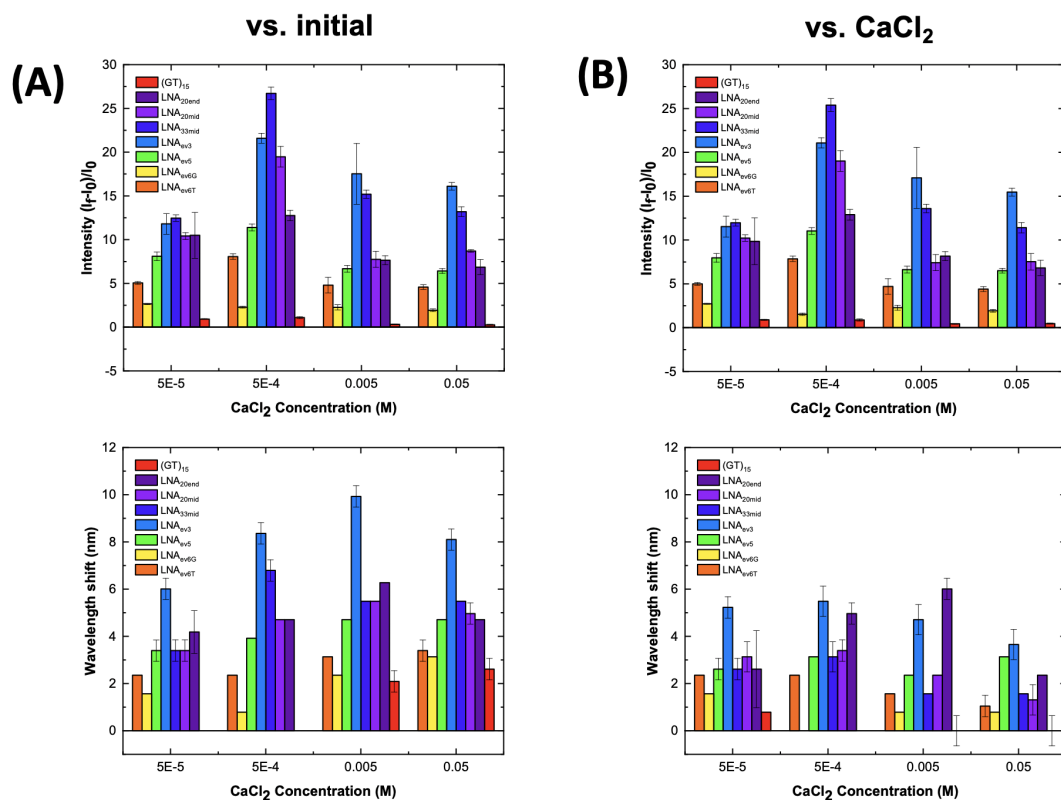 vs. initial
vs. CaCl2
(A)
(B)
30
25
20
15
10
5
0
-5
Intensity (If-I0)/I0
(GT)15
LNA20end
LNA20mid
LNA33mid
LNAev3
LNAev5
LNAev6G
LNAev6T
5E-5 5E-4 0.005 0.05
CaCl2 Concentration (M)
30
25
20
15
10
5
0
-5
Intensity (If-I0)/I0
(GT)15
LNA20end
LNA20mid
LNA33mid
LNAev3
LNAev5
LNAev6G
LNAev6T
5E-5 5E-4 0.005 0.05
CaCl2 Concentration (M)
12
10
8
6
4
2
0
Wavelength shift (nm)
(GT)15
LNA20end
LNA20mid
LNA33mid
LNAev3
LNAev5
LNAev6G
LNAev6T
5E-5 5E-4 0.005 0.05
CaCl2 Concentration (M)
12
10
8
6
4
2
0
Wavelength shift (nm)
(GT)15
LNA20end
LNA20mid
LNA33mid
LNAev3
LNAev5
LNAev6G
LNAev6T
5E-5 5E-4 0.005 0.05
CaCl2 Concentration (M)